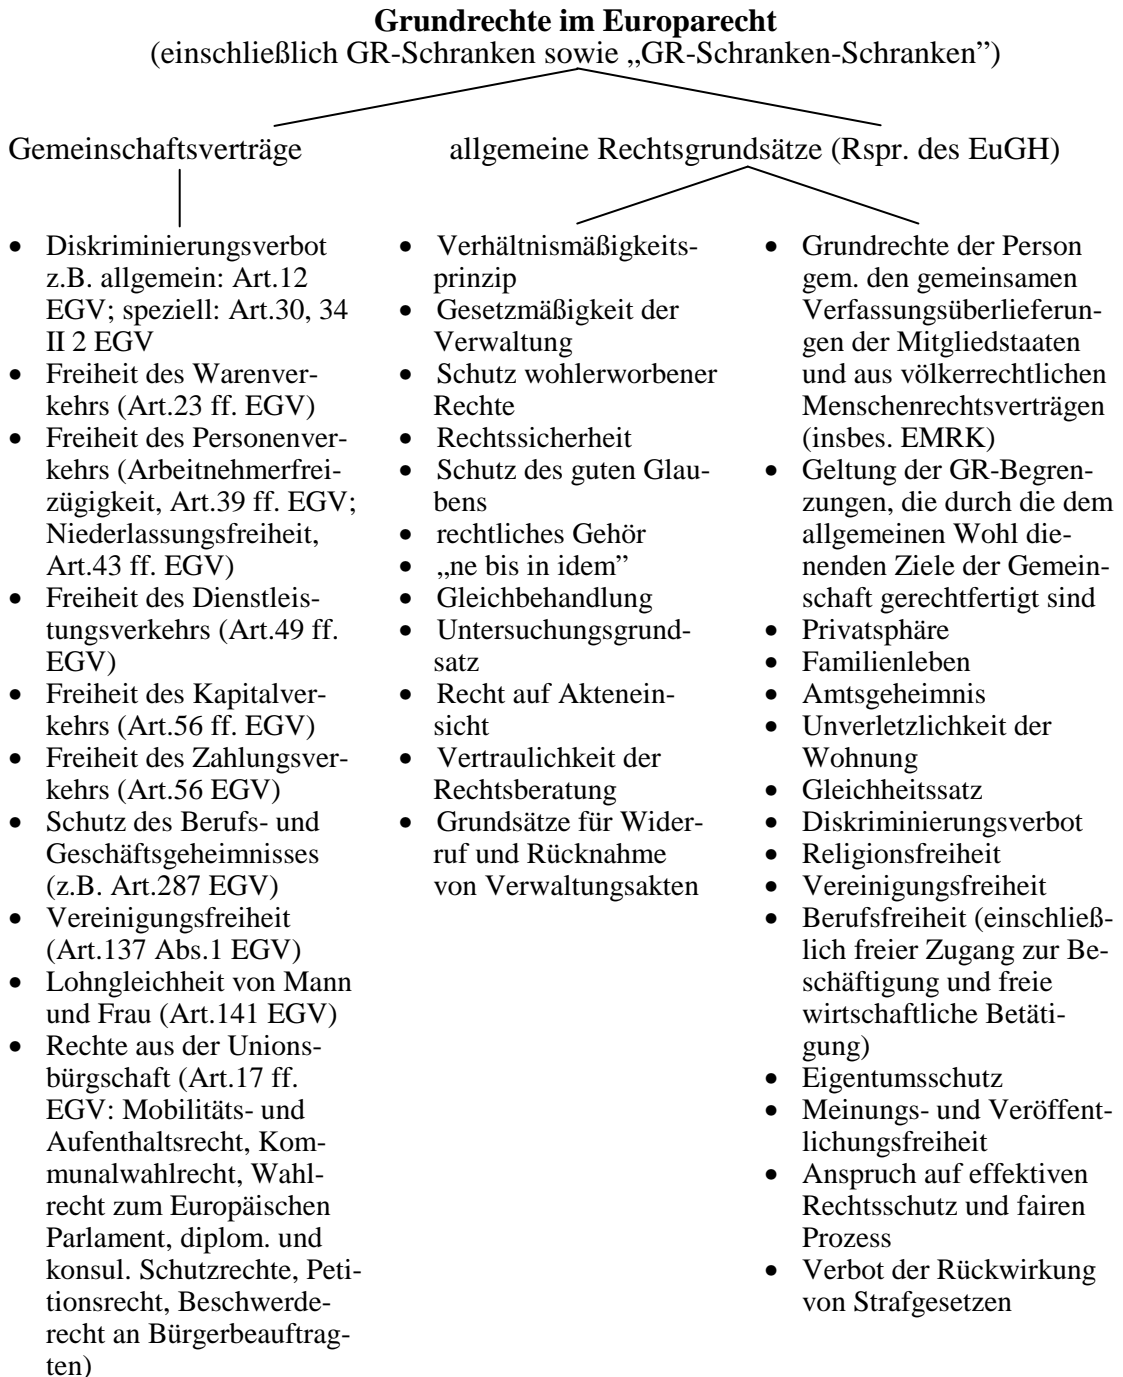 Grundrechte im Europarecht
(einschließlich GR-Schranken sowie „GR-Schranken-Schranken”)
Gemeinschaftsverträge
allgemeine Rechtsgrundsätze (Rspr. des EuGH)
• Diskriminierungsverbot
z.B. allgemein: Art.12
EGV; speziell: Art.30, 34
II 2 EGV
• Freiheit des Warenver-
kehrs (Art.23 ff. EGV)
• Freiheit des Personenver-
kehrs (Arbeitnehmerfrei-
zügigkeit, Art.39 ff. EGV;
Niederlassungsfreiheit,
Art.43 ff. EGV)
• Freiheit des Dienstleis-
tungsverkehrs (Art.49 ff.
EGV)
• Freiheit des Kapitalver-
kehrs (Art.56 ff. EGV)
• Freiheit des Zahlungsver-
kehrs (Art.56 EGV)
• Schutz des Berufs- und
Geschäftsgeheimnisses
(z.B. Art.287 EGV)
• Vereinigungsfreiheit
(Art.137 Abs.1 EGV)
• Lohngleichheit von Mann
und Frau (Art.141 EGV)
• Rechte aus der Unions-
bürgschaft (Art.17 ff.
EGV: Mobilitäts- und
Aufenthaltsrecht, Kom-
munalwahlrecht, Wahl-
recht zum Europäischen
Parlament, diplom. und
konsul. Schutzrechte, Peti-
tionsrecht, Beschwerde-
recht an Bürgerbeauftrag-
ten)
• Verhältnismäßigkeits-
prinzip
• Gesetzmäßigkeit der
Verwaltung
• Schutz wohlerworbener
Rechte
• Rechtssicherheit
• Schutz des guten Glau-
bens
• rechtliches Gehör
• „ne bis in idem”
• Gleichbehandlung
• Untersuchungsgrund-
satz
• Recht auf Aktenein-
sicht
• Vertraulichkeit der
Rechtsberatung
• Grundsätze für Wider-
ruf und Rücknahme
von Verwaltungsakten
• Grundrechte der Person
gem. den gemeinsamen
Verfassungsüberlieferun-
gen der Mitgliedstaaten
und aus völkerrechtlichen
Menschenrechtsverträgen
(insbes. EMRK)
• Geltung der GR-Begren-
zungen, die durch die dem
allgemeinen Wohl die-
nenden Ziele der Gemein-
schaft gerechtfertigt sind
• Privatsphäre
• Familienleben
• Amtsgeheimnis
• Unverletzlichkeit der
Wohnung
• Gleichheitssatz
• Diskriminierungsverbot
• Religionsfreiheit
• Vereinigungsfreiheit
• Berufsfreiheit (einschließ-
lich freier Zugang zur Be-
schäftigung und freie
wirtschaftliche Betäti-
gung)
• Eigentumsschutz
• Meinungs- und Veröffent-
lichungsfreiheit
• Anspruch auf effektiven
Rechtsschutz und fairen
Prozess
• Verbot der Rückwirkung
von Strafgesetzen